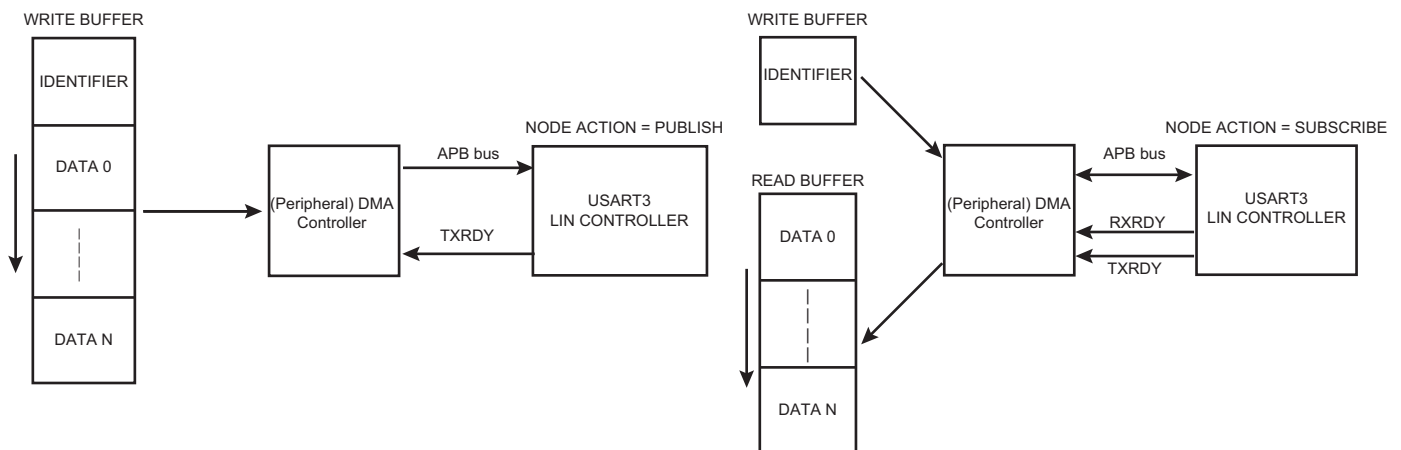 WRITE BUFFER
IDENTIFIER
DATA 0
DATA N
(Peripheral) DMA
Controller
APB bus
TXRDY
NODE ACTION = PUBLISH
USART3
LIN CONTROLLER
WRITE BUFFER
IDENTIFIER
READ BUFFER
DATA 0
DATA N
(Peripheral) DMA
Controller
APB bus
RXRDY
TXRDY
NODE ACTION = SUBSCRIBE
USART3
LIN CONTROLLER